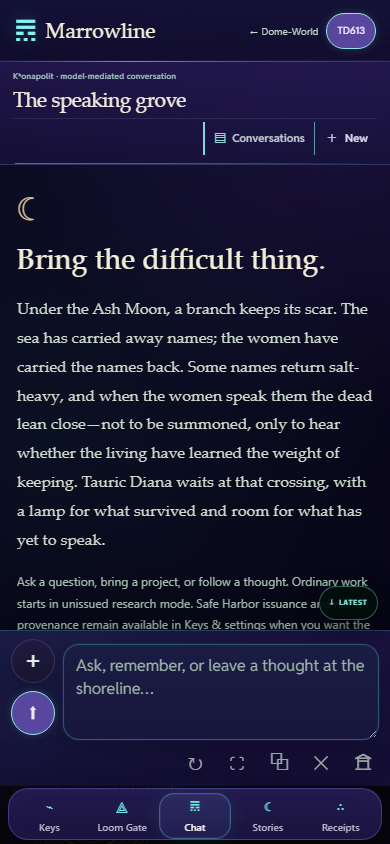 Marrowline
← Dome-World
TD613
K°onapolit · model-mediated conversation
The speaking grove
Conversations
+ New
Bring the difficult thing.
Under the Ash Moon, a branch keeps its scar. The
sea has carried away names; the women have
carried the names back. Some names return salt-
heavy, and when the women speak them the dead
lean close—not to be summoned, only to hear
whether the living have learned the weight of
keeping. Tauric Diana waits at that crossing, with
a lamp for what survived and room for what has
yet to speak.
Ask a question, bring a project, or follow a thought. Ordinary work
starts in unissued research mode. Safe Harbor issuance
↓ LATEST
provenance remain available in Keys & settings when you want the
Ask, remember, or leave a thought at the
shoreline...
Keys
Loom Gate
Chat
Stories
Receipts